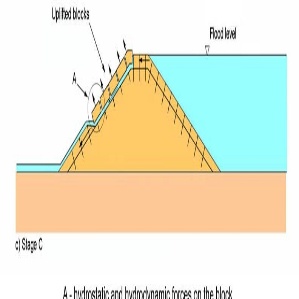 Uplifted blocks
Flood level
A
c) Stage C
A - hydrostatic and hydrodynamic forces on the block